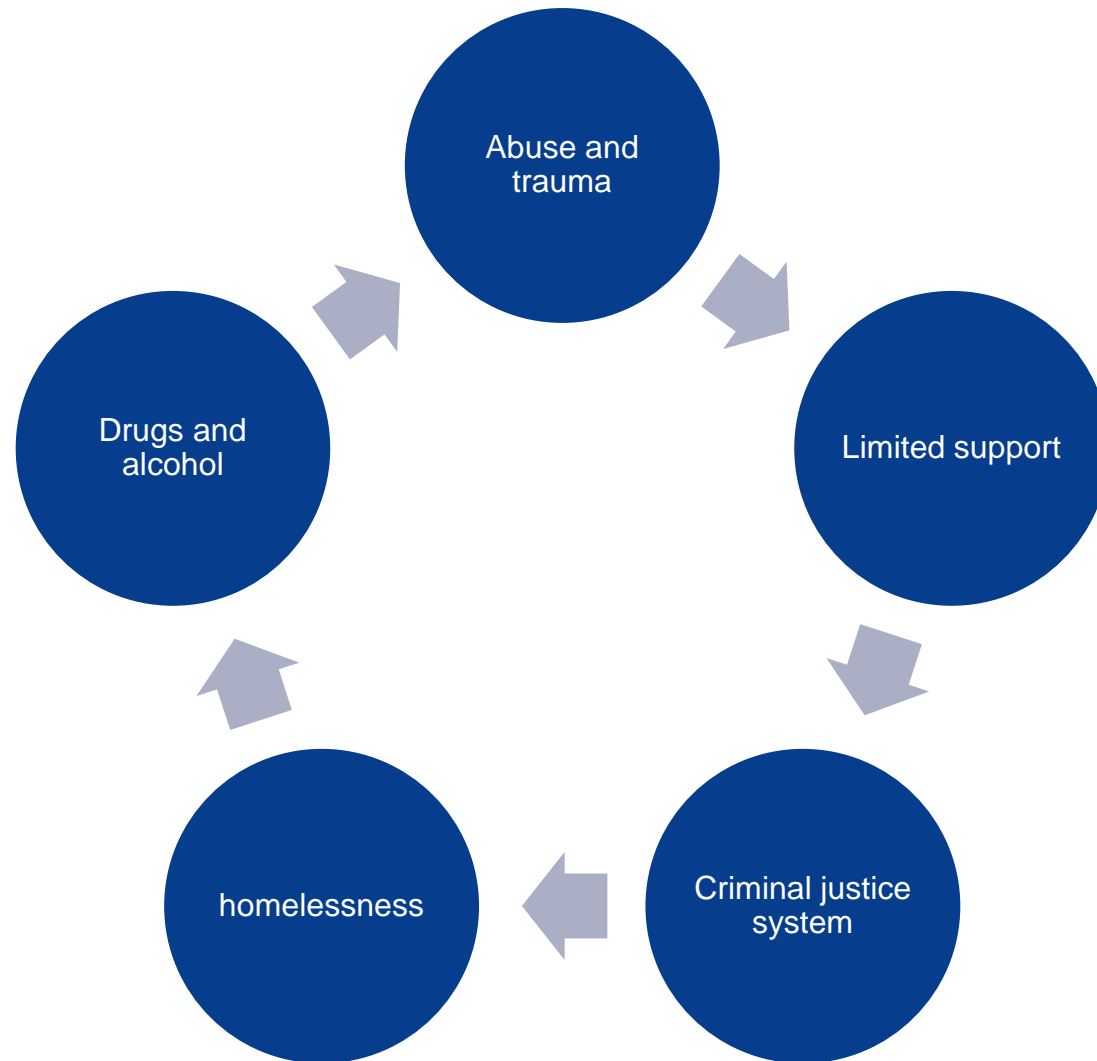 Abuse and
trauma
Limited support
Criminal justice
system
homelessness
Drugs and
alcohol